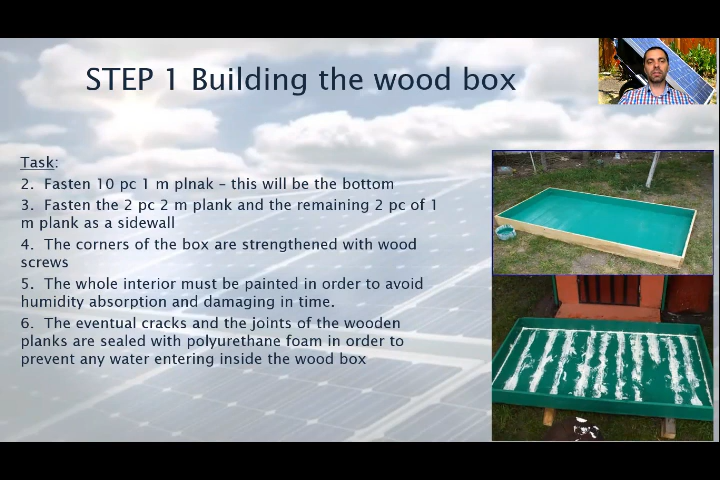 STEP 1 Building the wood box
Task:
2. Fasten 10 pc 1 m plnak – this will be the bottom
3. Fasten the 2 pc 2 m plank and the remaining 2 pc of 1
m plank as a sidewall
4. The corners of the box are strengthened with wood
screws
5. The whole interior must be painted in order to avoid
humidity absorption and damaging in time.
6. The eventual cracks and the joints of the wooden
planks are sealed with polyurethane foam in order to
prevent any water entering inside the wood box